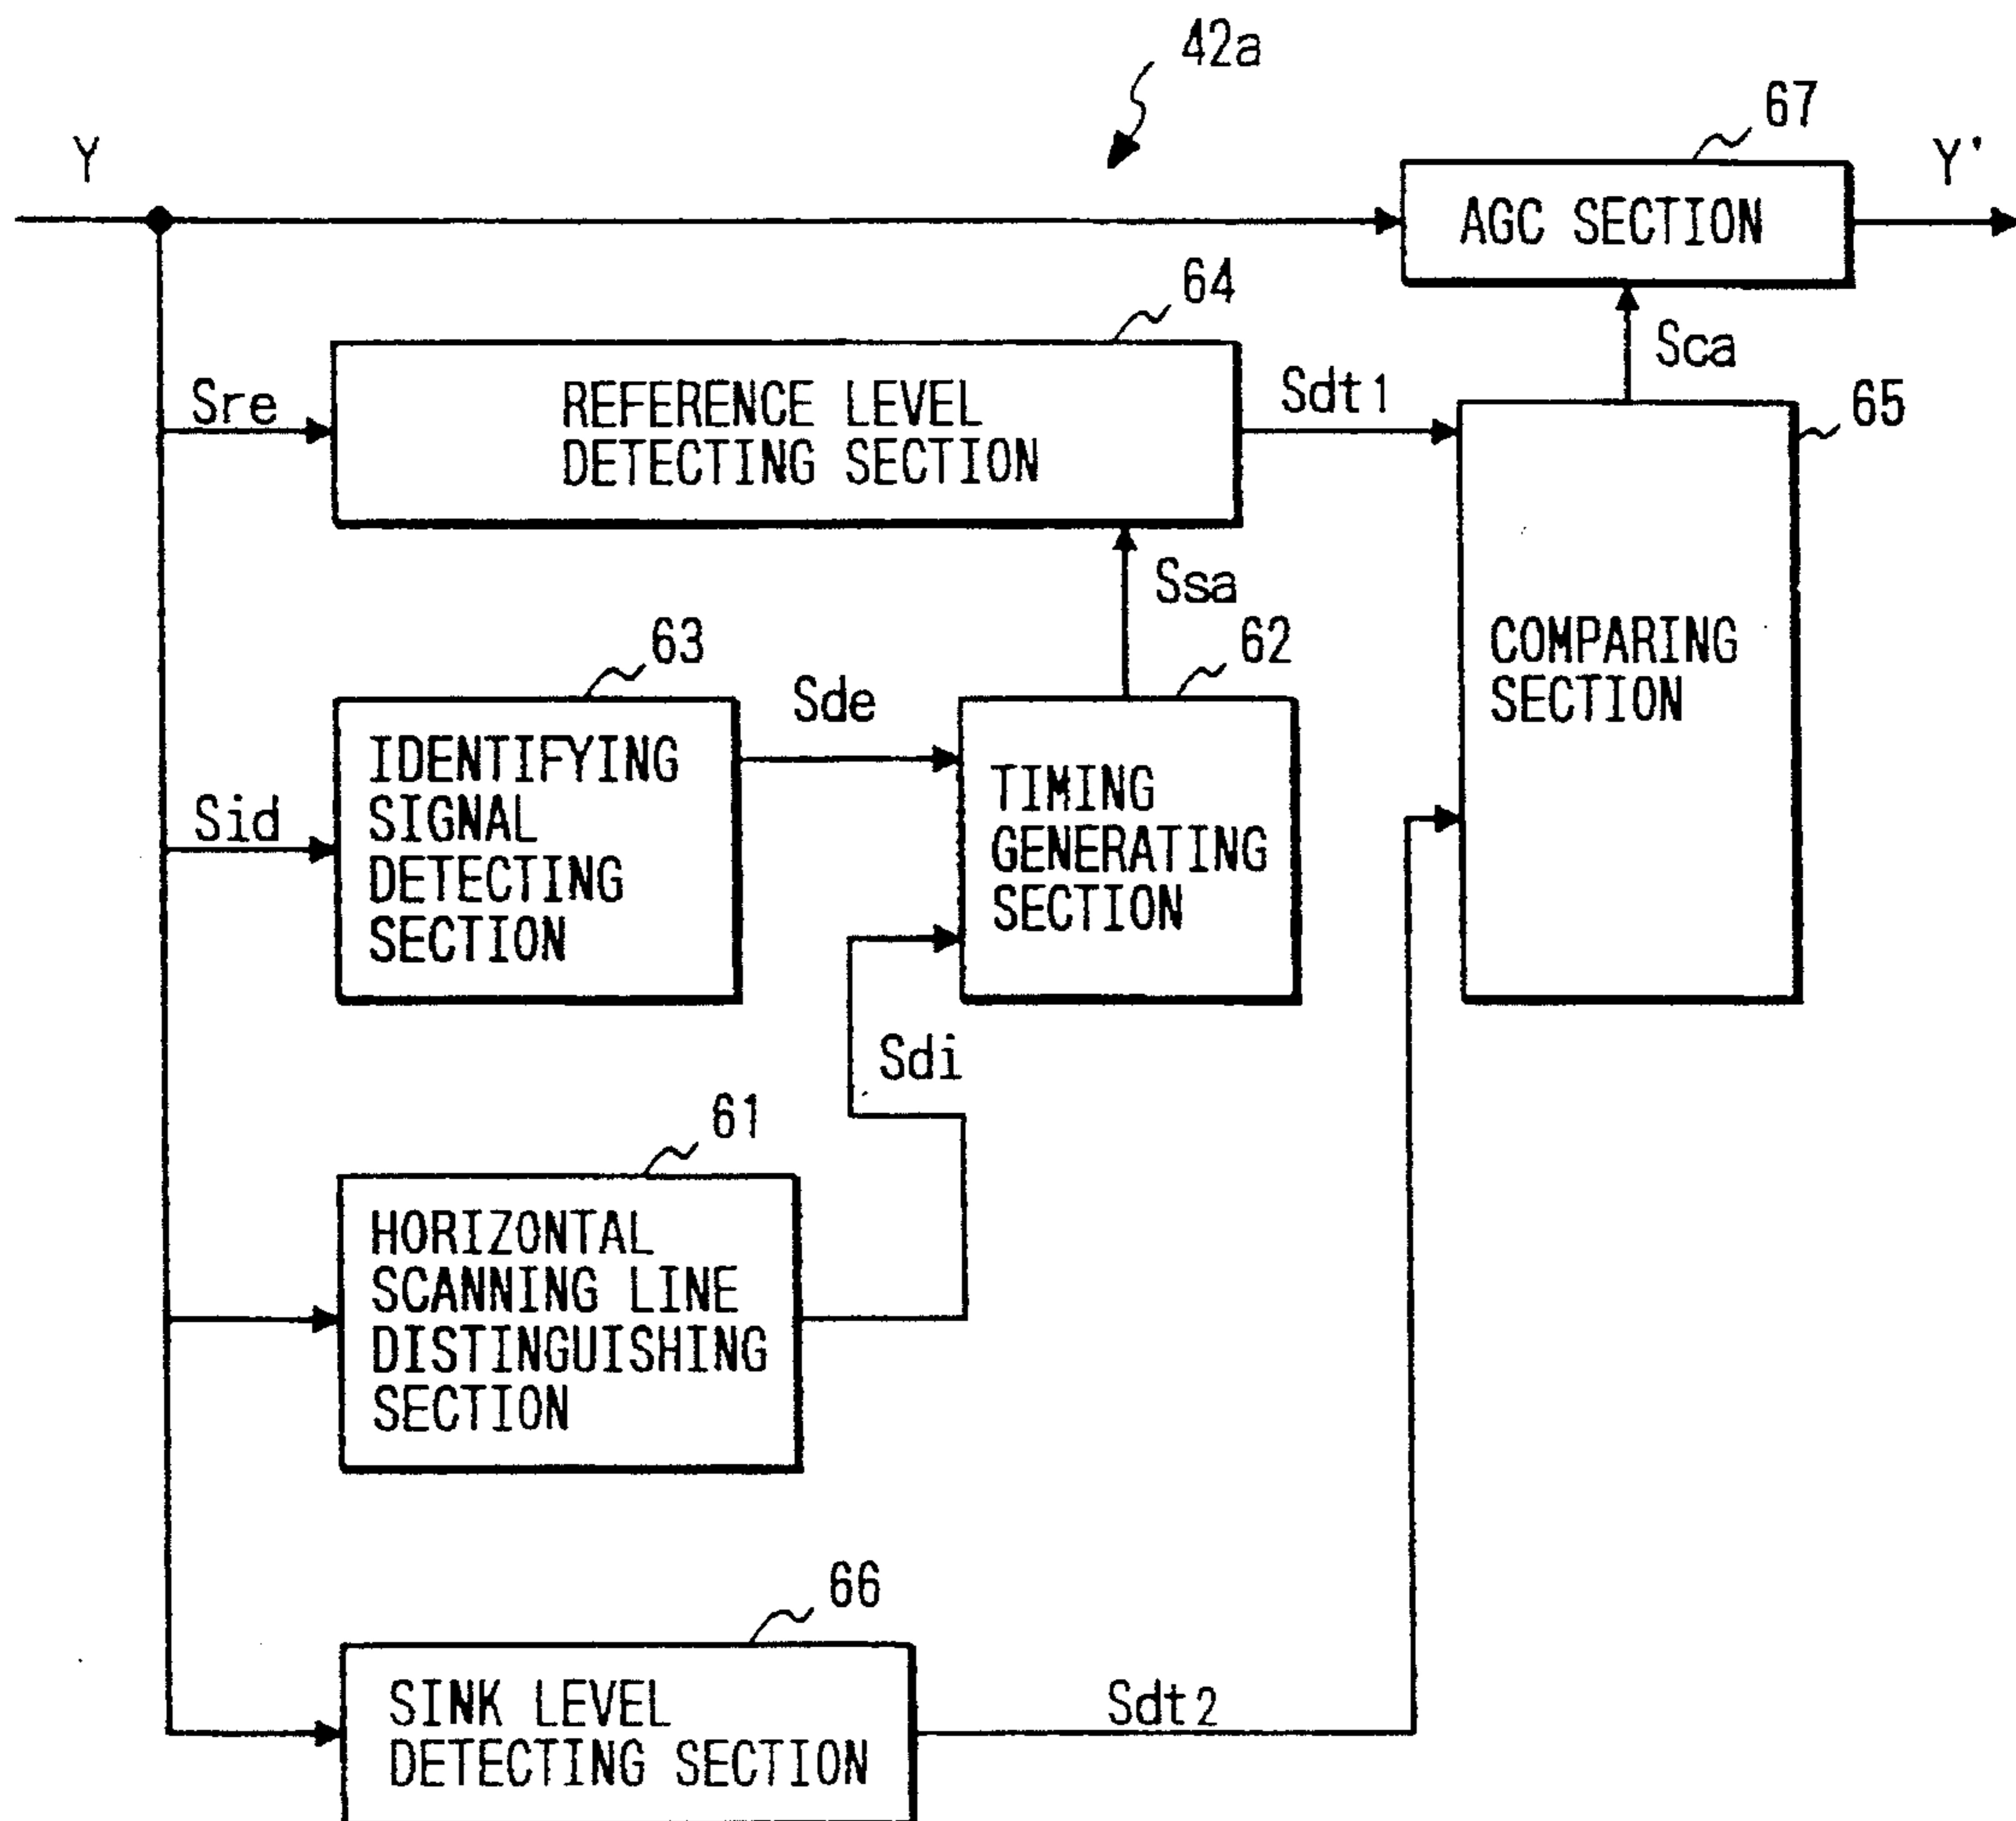 42a
67
Y
Y'
AGC SECTION
64
Sca
Sre
REFERENCE LEVEL
DETECTING SECTION
Sdt1
65
Ssa
63
62
Sde
COMPARING
SECTION
IDENTIFYING
SIGNAL
DETECTING
SECTION
Sid
TIMING
GENERATING
SECTION
Sdi
61
HORIZONTAL
SCANNING LINE
DISTINGUISHING
SECTION
66
SINK LEVEL
DETECTING SECTION
Sdt2